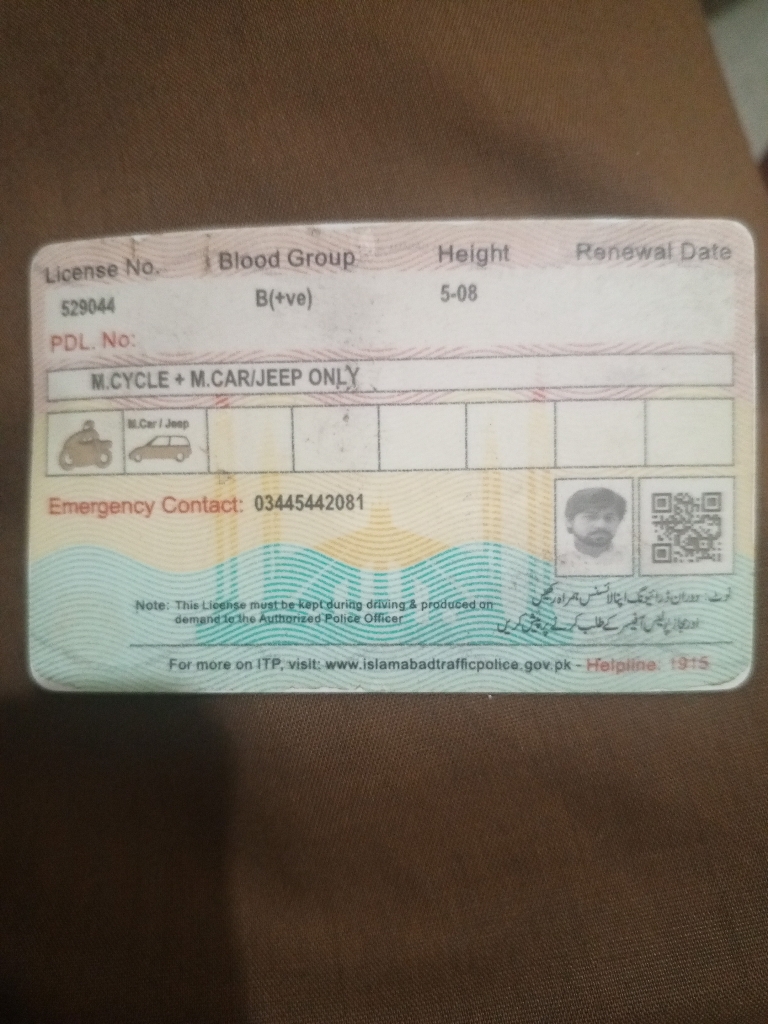 License No. Blood Group Height Renewal Date
529044 B(+ve) 5-08
PDL. No:
M.CYCLE + M.CAR/JEEP ONLY
M.Car / Jeep
Emergency Contact: 03445442081
نوٹ: دوران ڈرائیونگ اپنا لائسنس ہمراہ رکھیں
اور مجاز پولیس آفیسر کے طلب کرنے پر پیش کریں
Note: This License must be kept during driving & produced on
demand to the Authorized Police Officer
For more on ITP, visit: www.islamabadtrafficpolice.gov.pk - Helpline: 1915